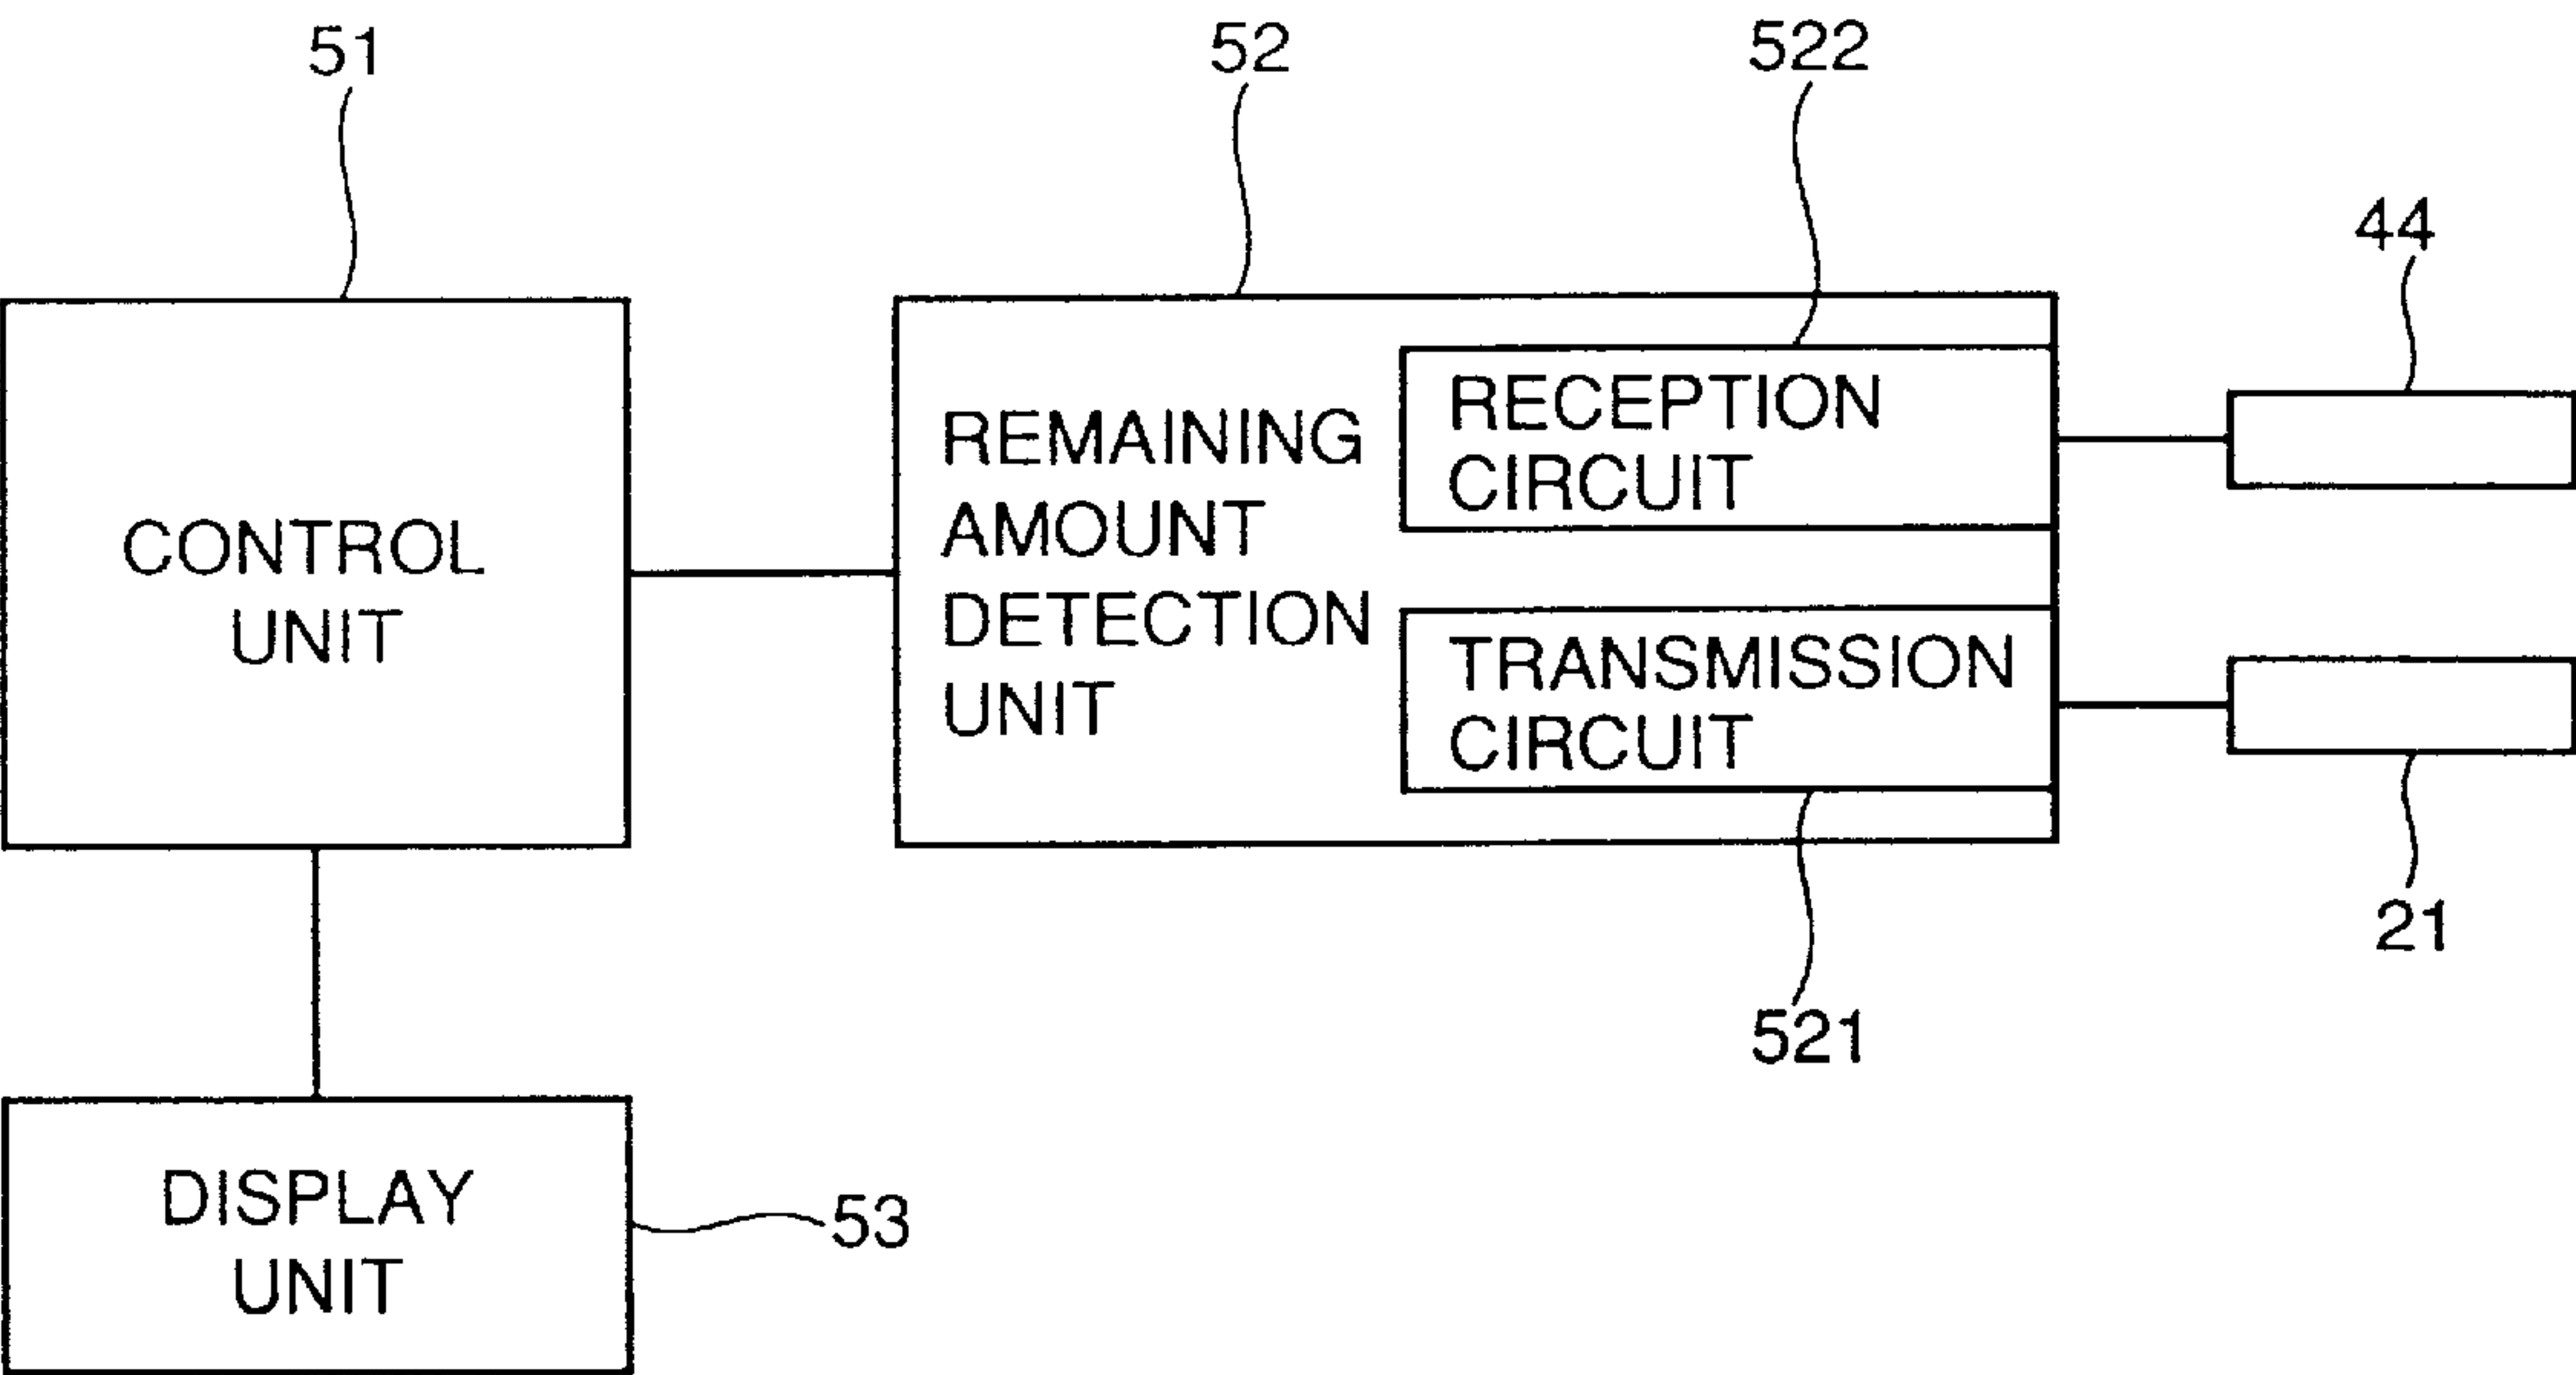 51
52
522
44
CONTROL
UNIT
REMAINING
AMOUNT
DETECTION
UNIT
RECEPTION
CIRCUIT
TRANSMISSION
CIRCUIT
21
521
DISPLAY
UNIT
53